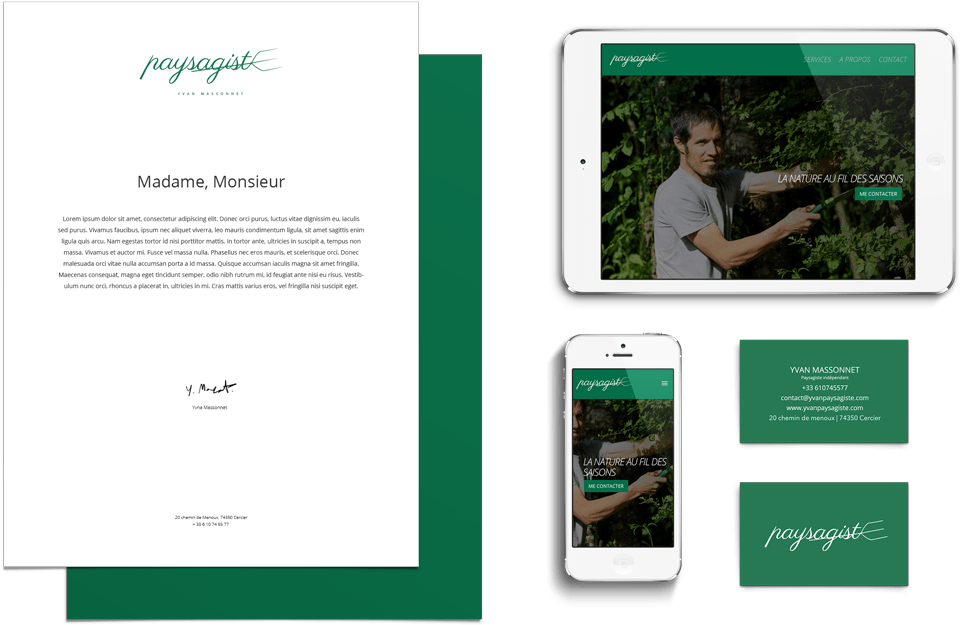 paysagiste
YVAN MASSONNET
Madame, Monsieur
Lorem ipsum dolor sit amet, consectetur adipiscing elit. Donec orci purus, luctus vitae dignissim eu, iaculis
sed purus. Vivamus faucibus, ipsum nec aliquet viverra, leo mauris condimentum ligula, sit amet sagittis enim
ligula quis arcu. Nam egestas tortor id nisi porttitor mattis. In tortor ante, ultricies in suscipit a, tempus non
massa. Vivamus et auctor mi. Fusce vel massa nulla. Phasellus nec eros mauris, et scelerisque orci. Donec
malesuada orci vitae nulla accumsan porta a id massa. Quisque accumsan iaculis magna sit amet fringilla.
Maecenas consequat, magna eget tincidunt semper, odio nibh rutrum mi, id feugiat ante nisi eu risus. Vestib-
ulum nunc orci, rhoncus a placerat in, ultricies in mi. Cras mattis varius eros, vel fringilla nisi suscipit eget.
Yvna Massonnet
20 chemin de Menoux, 74350 Cercier
+ 33 6 10 74 55 77
paysagiste
SERVICES A PROPOS CONTACT
LA NATURE AU FIL DES SAISONS
ME CONTACTER
paysagiste
LA NATURE AU FIL DES
SAISONS
ME CONTACTER
YVAN MASSONNET
Paysagiste indépendant
+33 610745577
contact@yvanpaysagiste.com
www.yvanpaysagiste.com
20 chemin de menoux | 74350 Cercier
paysagiste